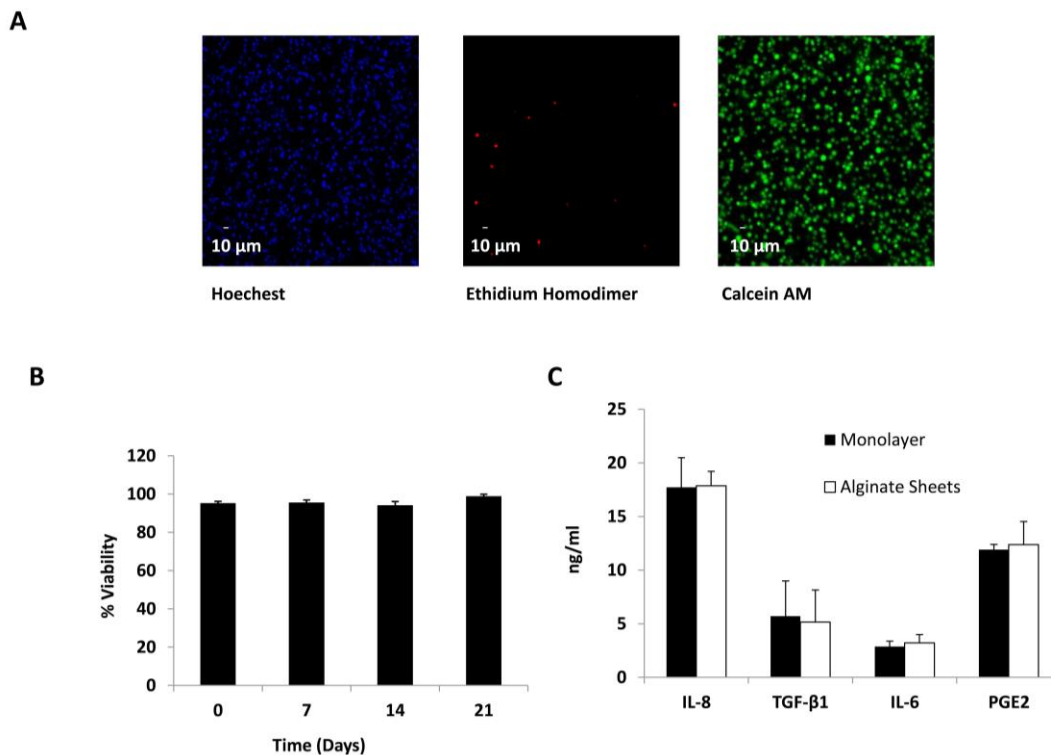 A
10 µm
10 µm
10 µm
Hoechest
Ethidium Homodimer
Calcein AM
B
120
100
80
60
40
20
0
% Viability
0
7
14
21
Time (Days)
C
25
20
15
10
5
0
ng/ml
Monolayer
Alginate Sheets
IL-8
TGF-β1
IL-6
PGE2